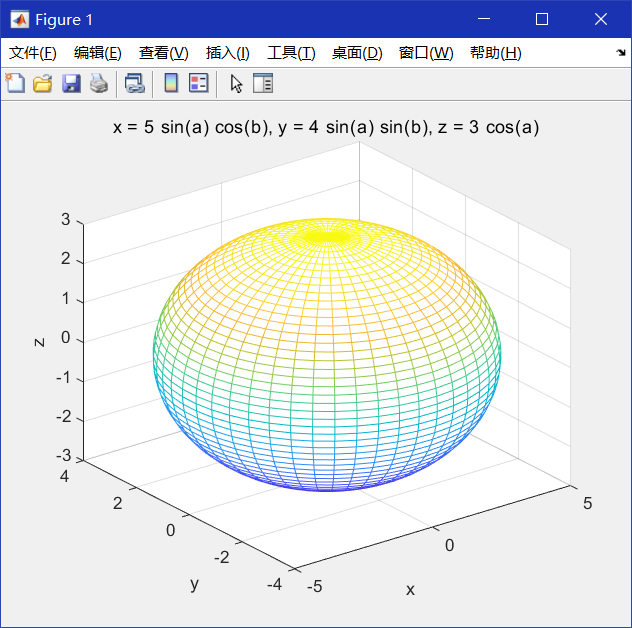 Figure 1
文件(F) 编辑(E) 查看(V) 插入(I) 工具(T) 桌面(D) 窗口(W) 帮助(H)
x = 5 sin(a) cos(b), y = 4 sin(a) sin(b), z = 3 cos(a)
3
2
1
0
-1
-2
-3
z
4
2
0
-2
-4
y
-5
0
5
x